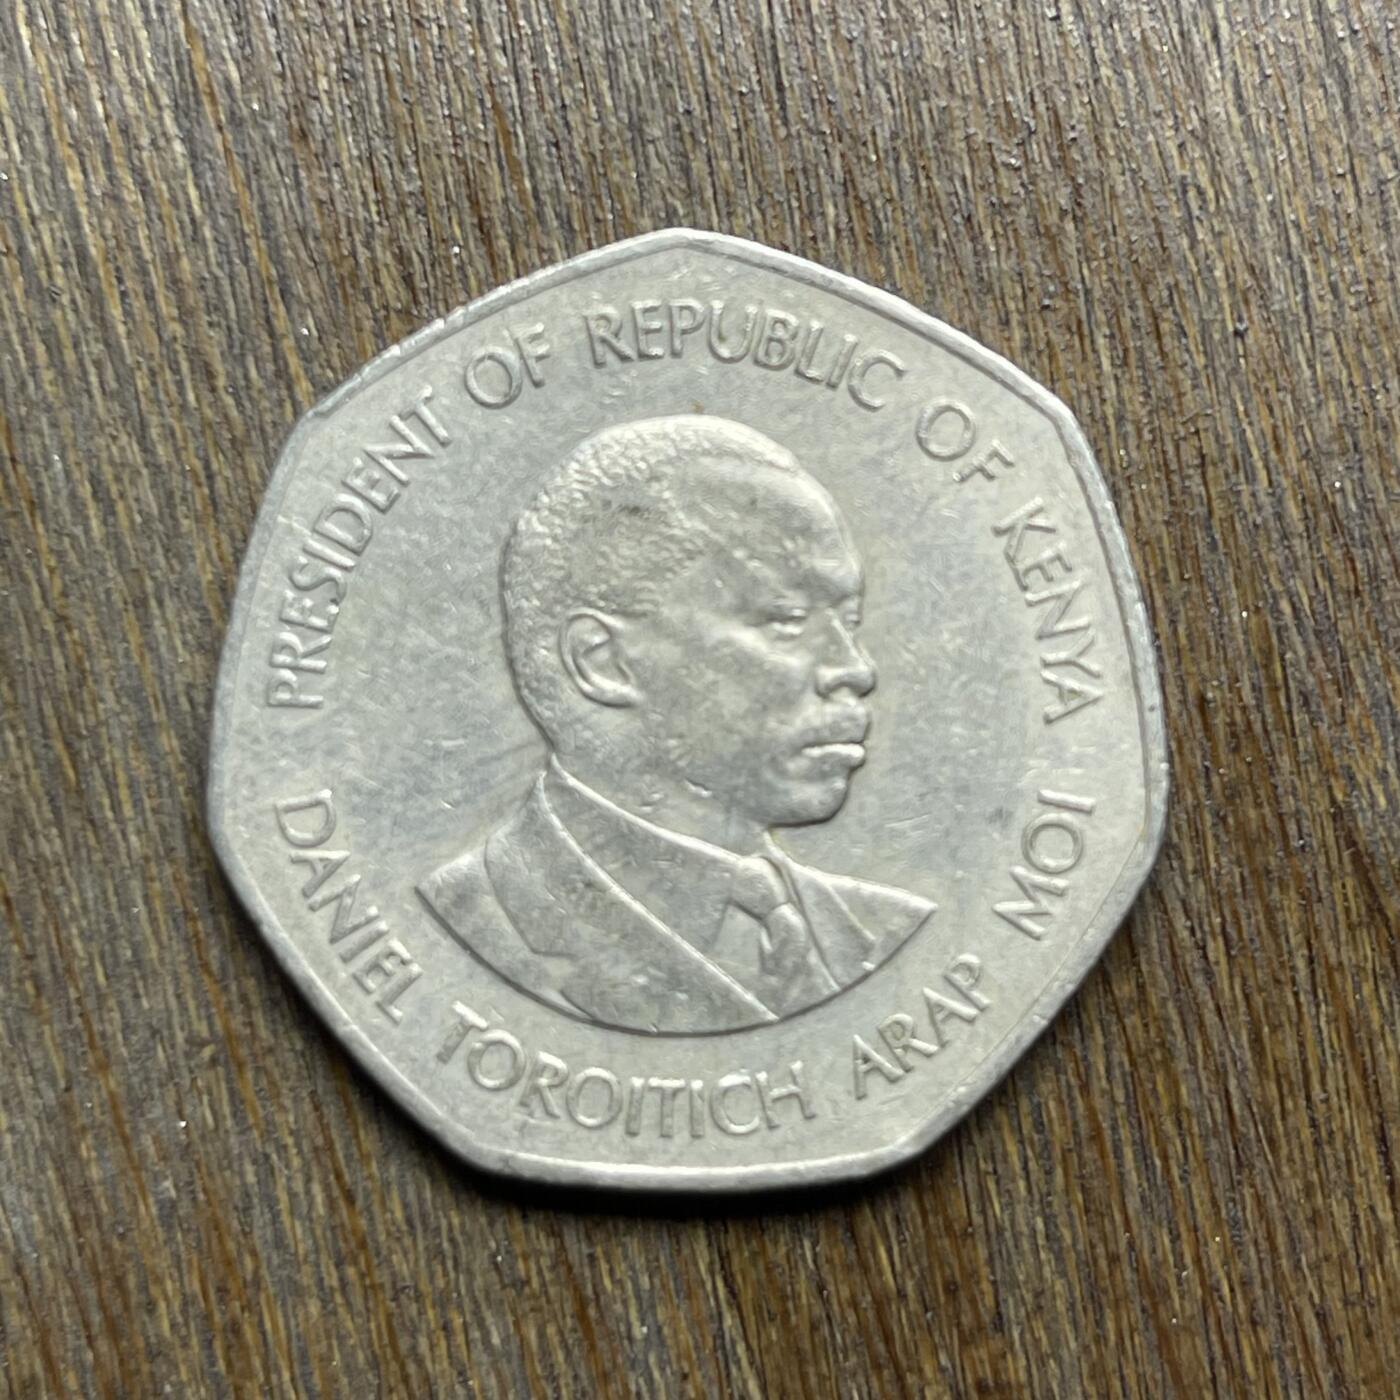 PRESIDENT OF REPUBLIC OF KENYA
DANIEL TOROITICH ARAP MOI